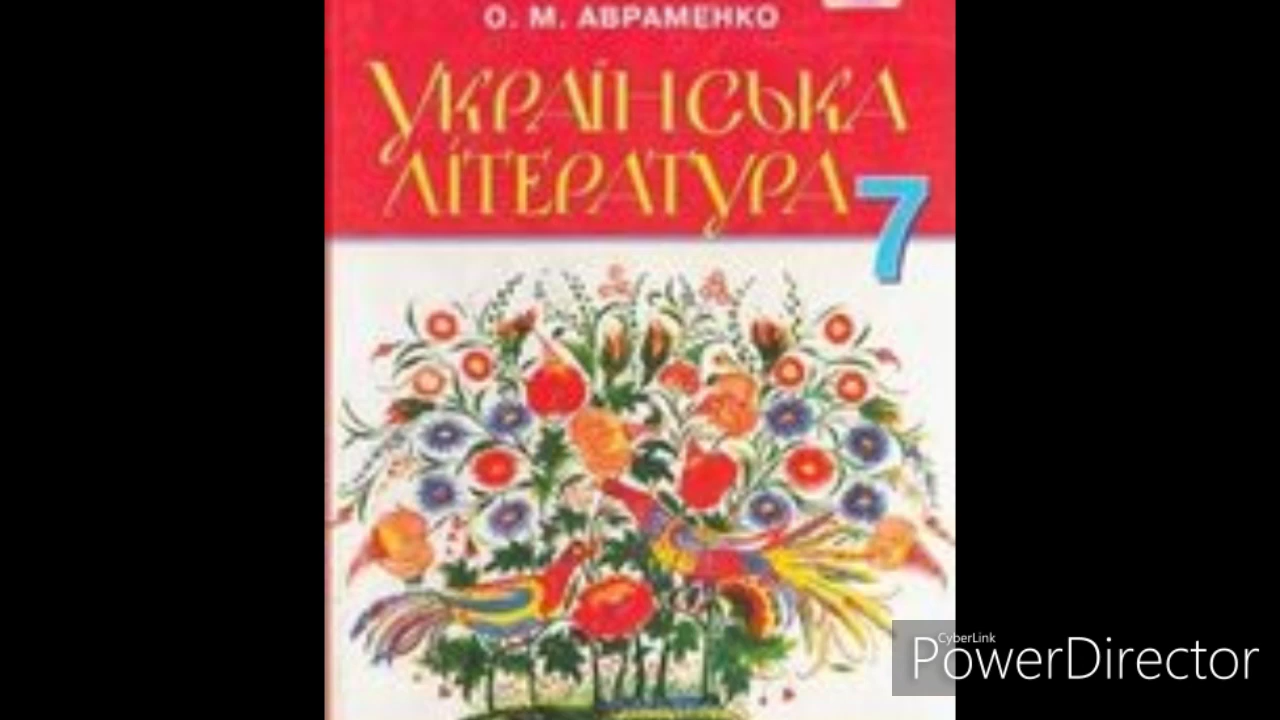 О. М. АВРАМЕНКО
УКРАЇНСЬКА
ЛІТЕРАТУРА
7
CyberLink
PowerDirector